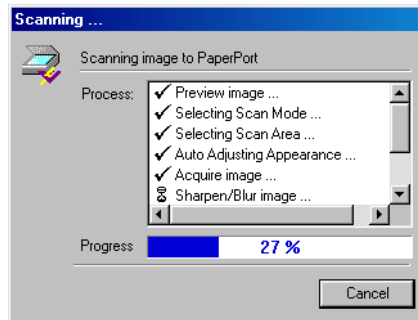 Scanning ...
Scanning image to PaperPort
Process:
Preview image ...
Selecting Scan Mode ...
Selecting Scan Area ...
Auto Adjusting Appearance ...
Acquire image ...
Sharpen/Blur image ...
Progress
27 %
Cancel